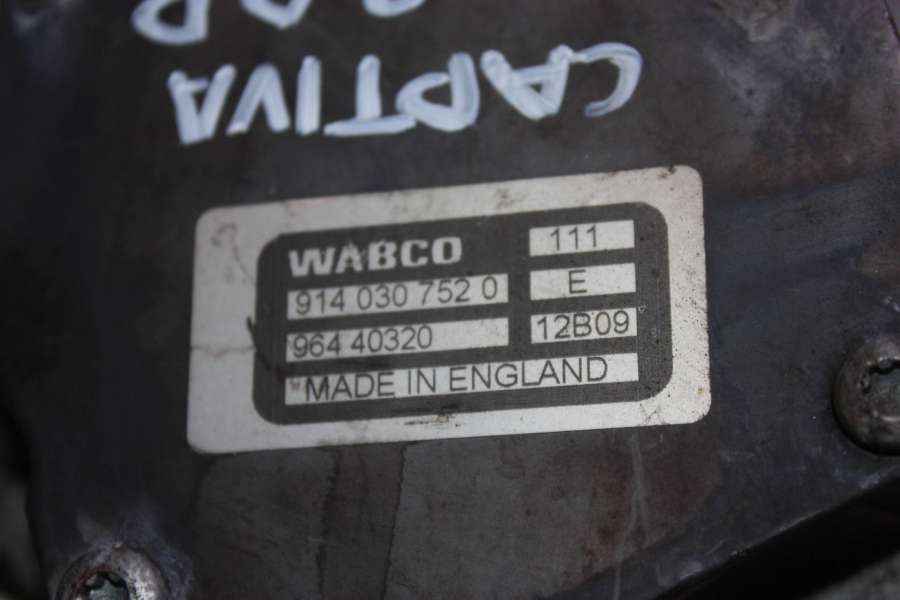 CAPTIVA
WABCO
111
914 030 752 0
E
964 40320
12B09
MADE IN ENGLAND